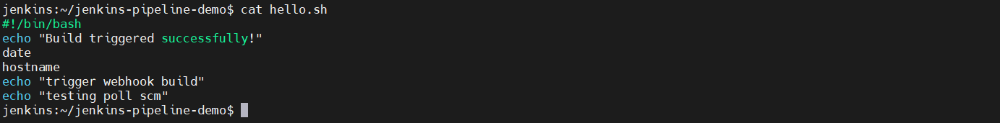 jenkins:~/jenkins-pipeline-demo$ cat hello.sh
#!/bin/bash
echo "Build triggered successfully!"
date
hostname
echo "trigger webhook build"
echo "testing poll scm"
jenkins:~/jenkins-pipeline-demo$